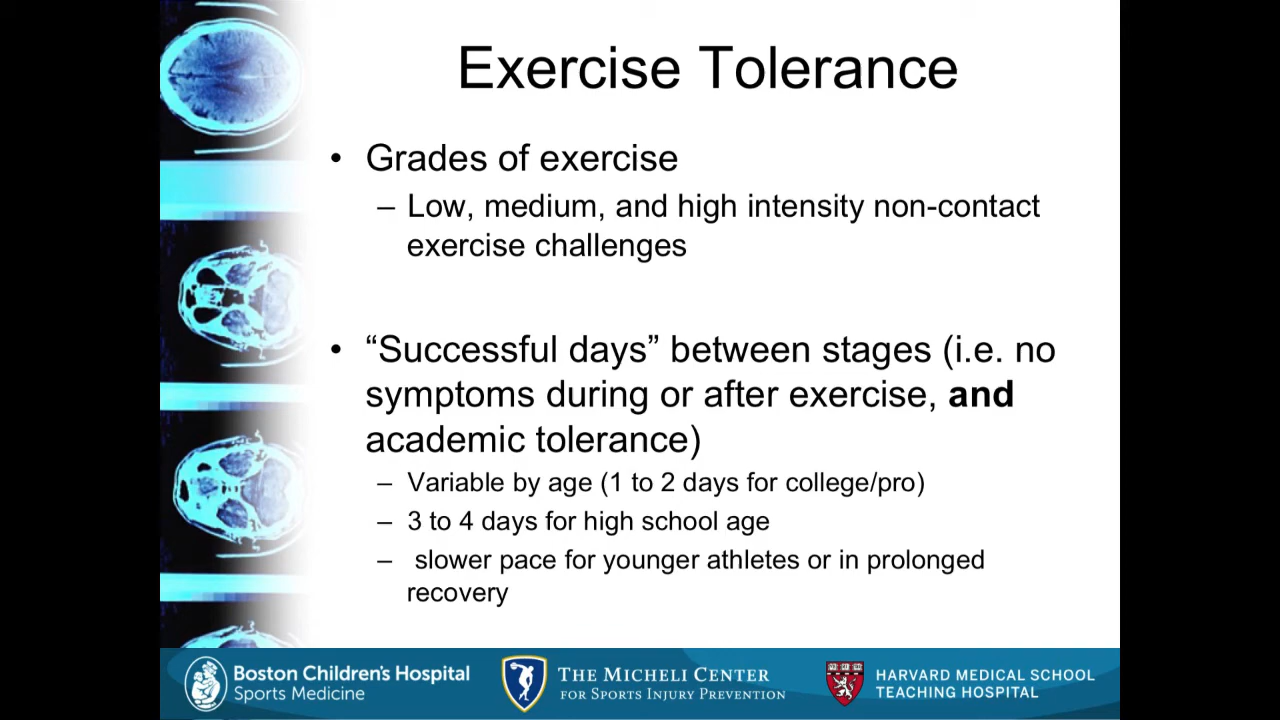 Exercise Tolerance
• Grades of exercise
– Low, medium, and high intensity non-contact
exercise challenges
• “Successful days” between stages (i.e. no
symptoms during or after exercise, and
academic tolerance)
– Variable by age (1 to 2 days for college/pro)
– 3 to 4 days for high school age
– slower pace for younger athletes or in prolonged
recovery
Boston Children's Hospital
Sports Medicine
THE MICHELI CENTER
FOR SPORTS INJURY PREVENTION
HARVARD MEDICAL SCHOOL
TEACHING HOSPITAL